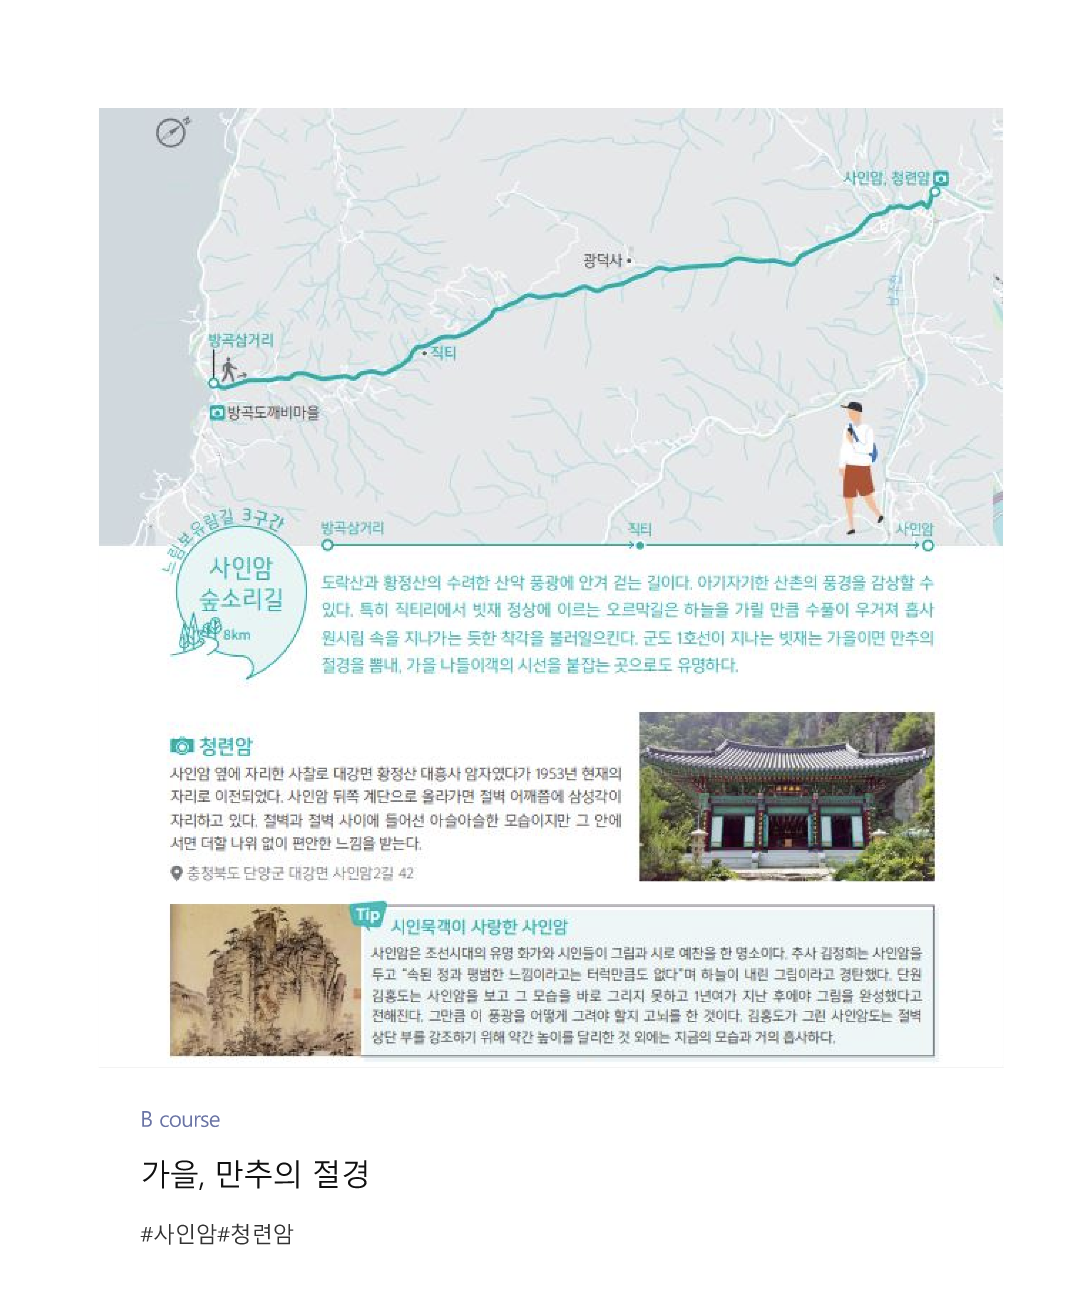 N
사인암, 청련암
광덕사
방곡삼거리
직티
방곡도깨비마을
느림보유람길 3구간
사인암
숲소리길
8km
방곡삼거리 직티 사인암
도락산과 황정산의 수려한 산악 풍광에 안겨 걷는 길이다. 아기자기한 산촌의 풍경을 감상할 수
있다. 특히 직티리에서 빗재 정상에 이르는 오르막길은 하늘을 가릴 만큼 수풀이 우거져 흡사
원시림 속을 지나가는 듯한 착각을 불러일으킨다. 군도 1호선이 지나는 빗재는 가을이면 만추의
절경을 뽐내, 가을 나들이객의 시선을 붙잡는 곳으로도 유명하다.
청련암
사인암 옆에 자리한 사찰로 대강면 황정산 대흥사 암자였다가 1953년 현재의
자리로 이전되었다. 사인암 뒤쪽 계단으로 올라가면 절벽 어깨쯤에 삼성각이
자리하고 있다. 절벽과 절벽 사이에 들어선 아슬아슬한 모습이지만 그 안에
서면 더할 나위 없이 편안한 느낌을 받는다.
충청북도 단양군 대강면 사인암2길 42
Tip 시인묵객이 사랑한 사인암
사인암은 조선시대의 유명 화가와 시인들이 그림과 시로 예찬을 한 명소이다. 추사 김정희는 사인암을
두고 “속된 정과 평범한 느낌이라고는 터럭만큼도 없다”며 하늘이 내린 그림이라고 경탄했다. 단원
김홍도는 사인암을 보고 그 모습을 바로 그리지 못하고 1년여가 지난 후에야 그림을 완성했다고
전해진다. 그만큼 이 풍광을 어떻게 그려야 할지 고뇌를 한 것이다. 김홍도가 그린 사인암도는 절벽
상단 부를 강조하기 위해 약간 높이를 달리한 것 외에는 지금의 모습과 거의 흡사하다.
B course
가을, 만추의 절경
#사인암#청련암